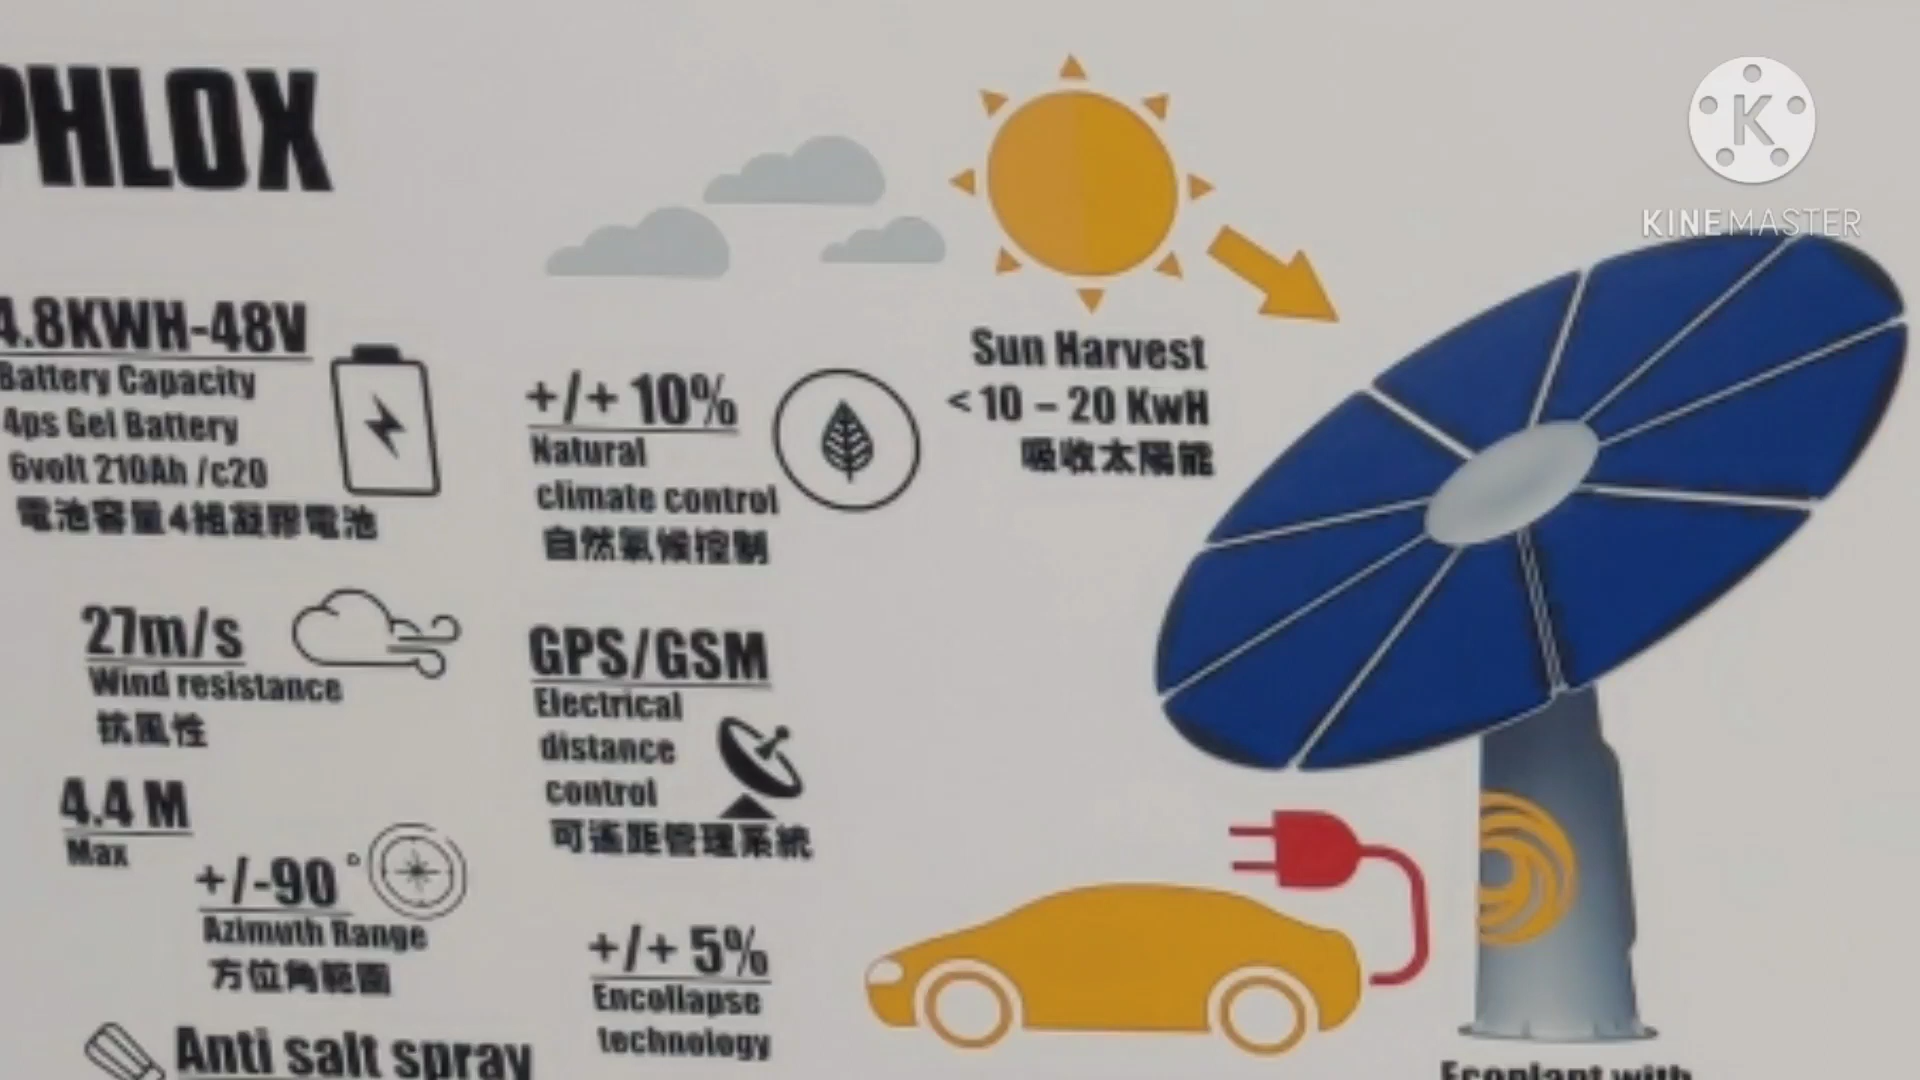 PHLOX
KINEMASTER
4.8KWH-48V
Battery Capacity
4ps Gel Battery
6volt 210Ah /c20
電池容量4組凝膠電池
27m/s
Wind resistance
抗風性
4.4 M
Max
+/-90°
Azimuth Range
方位角範圍
Anti salt spray
+/+ 10%
Natural
climate control
自然氣候控制
GPS/GSM
Electrical
distance
control
可遙距管理系統
+/+ 5%
Encollapse
technology
Sun Harvest
< 10 – 20 KwH
吸收太陽能
Ecoplant with